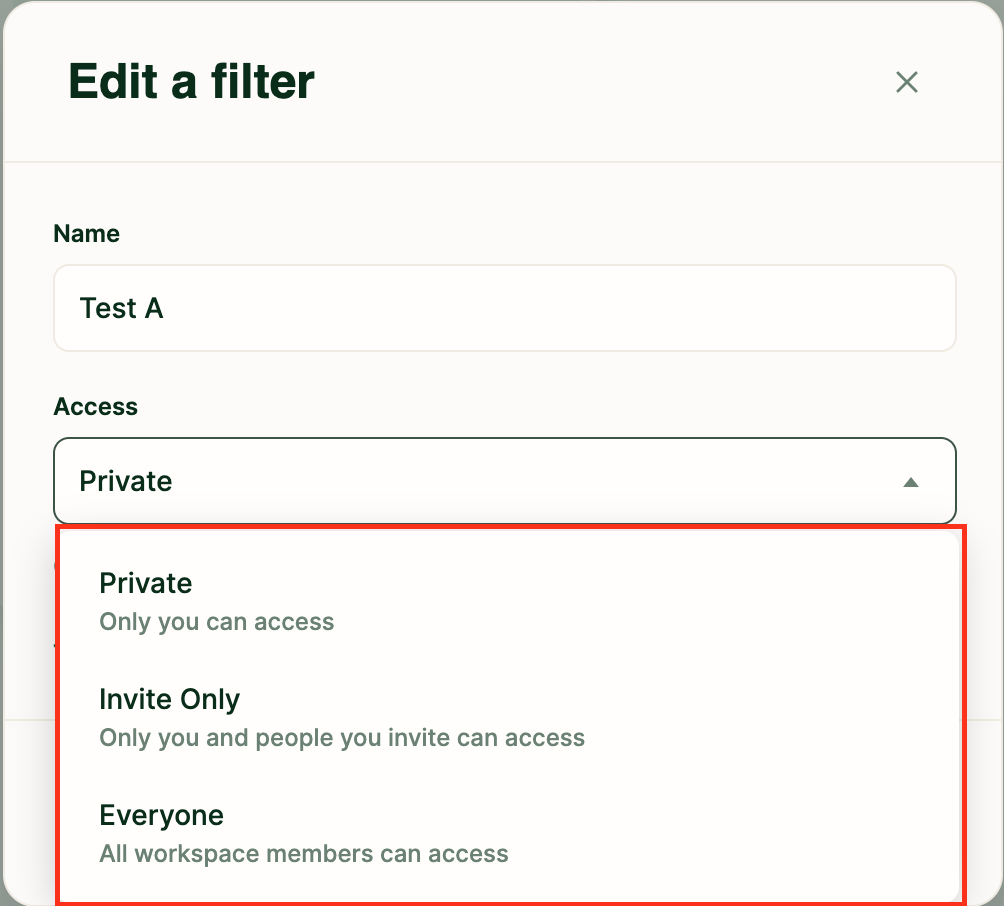 Edit a filter
Name
Test A
Access
Private
Private
Only you can access
Invite Only
Only you and people you invite can access
Everyone
All workspace members can access